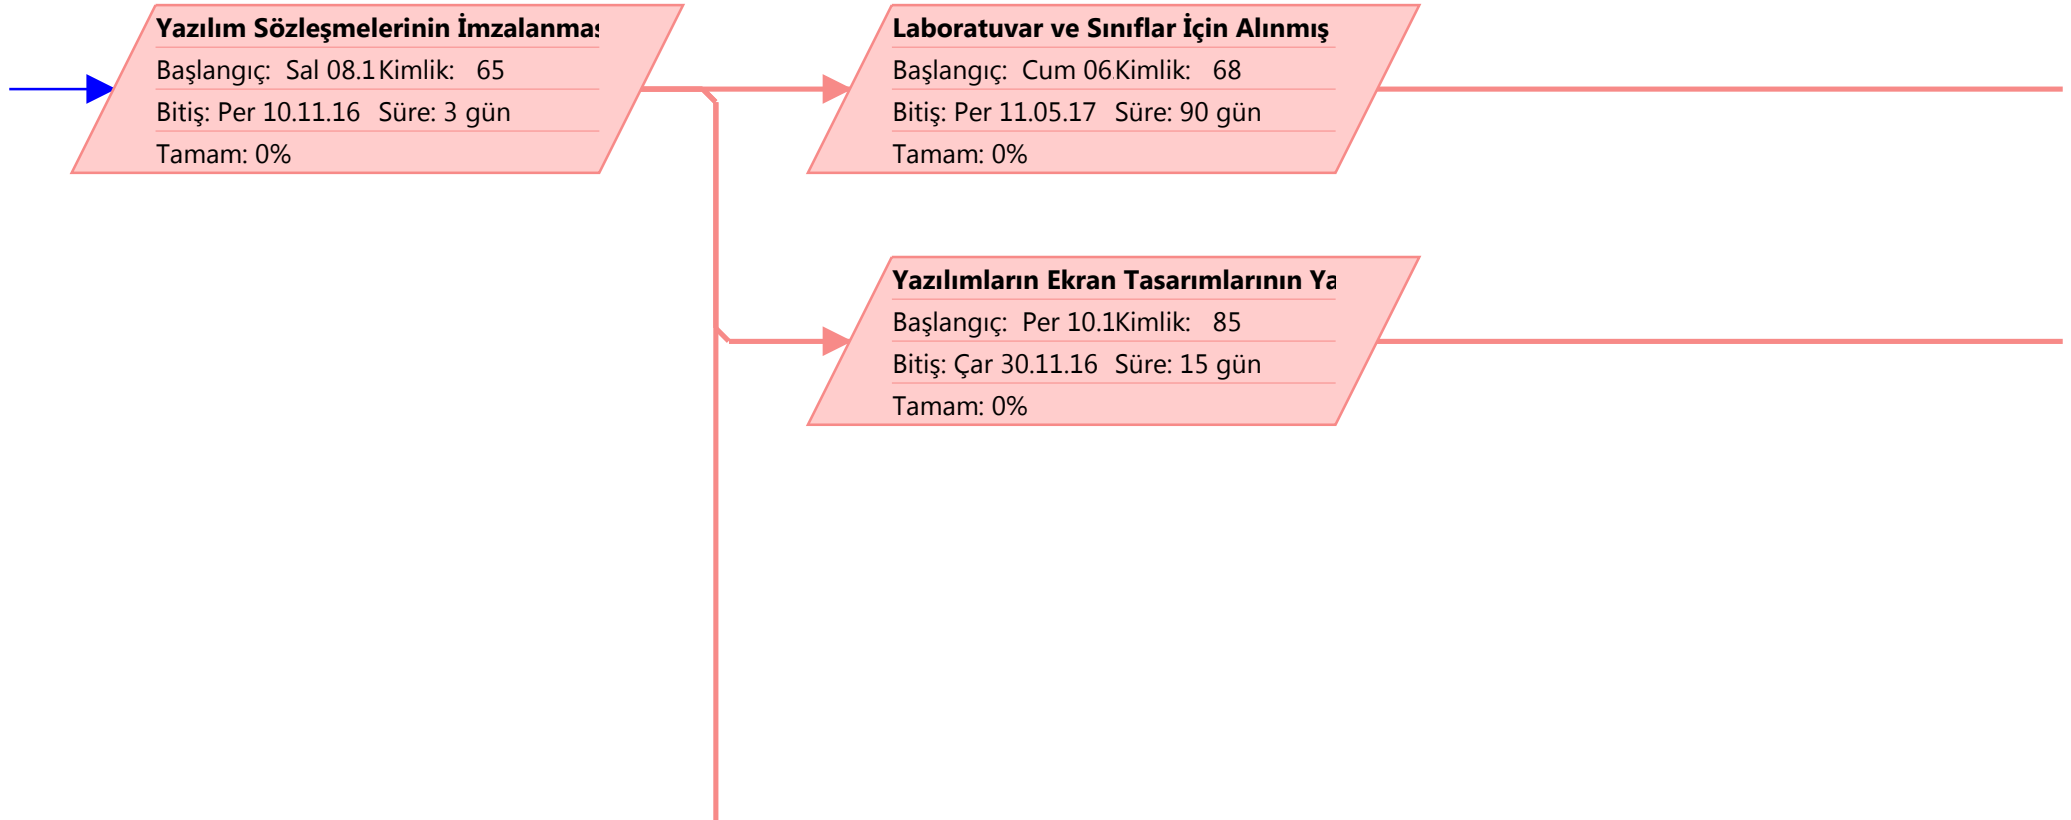 Yazılım Sözleşmelerinin İmzalanmas
Başlangıç: Sal 08.1 Kimlik: 65
Bitiş: Per 10.11.16 Süre: 3 gün
Tamam: 0%
Laboratuvar ve Sınıflar İçin Alınmış
Başlangıç: Cum 06. Kimlik: 68
Bitiş: Per 11.05.17 Süre: 90 gün
Tamam: 0%
Yazılımların Ekran Tasarımlarının Ya
Başlangıç: Per 10.1 Kimlik: 85
Bitiş: Çar 30.11.16 Süre: 15 gün
Tamam: 0%